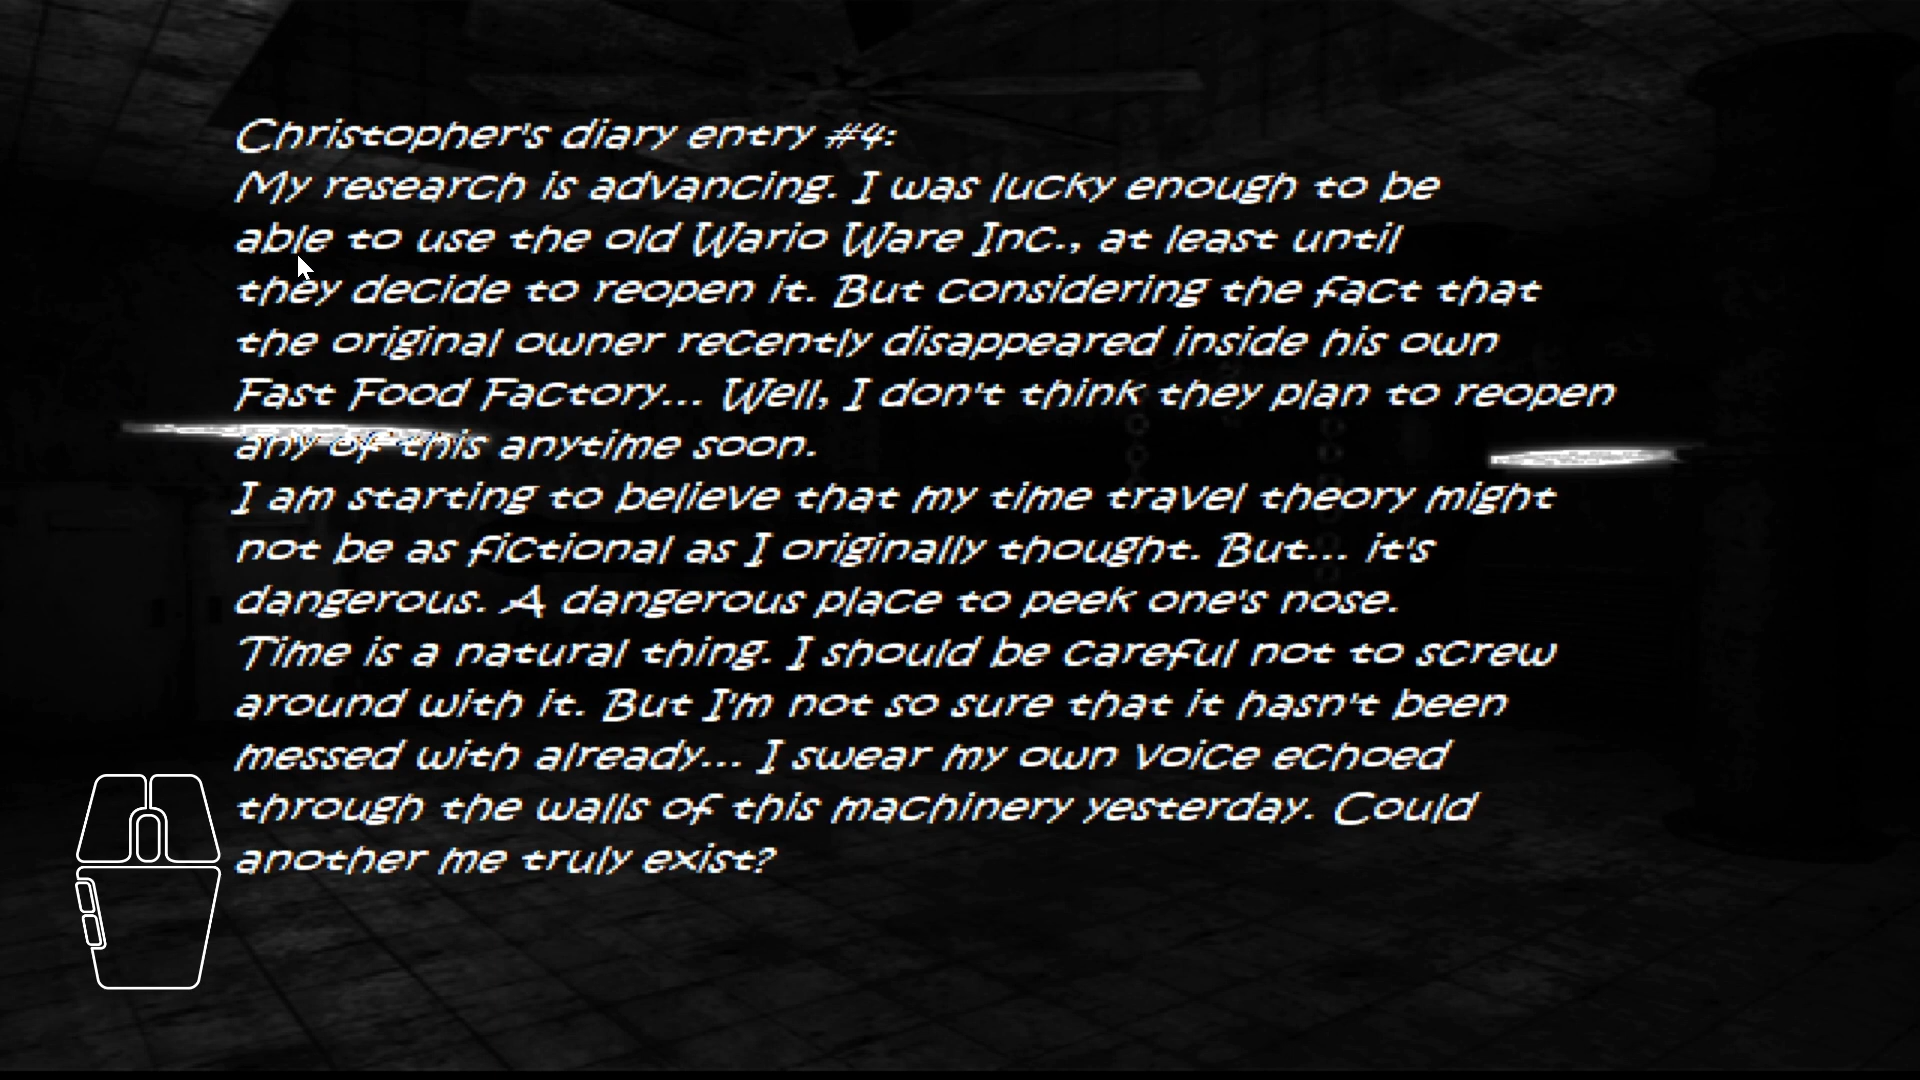 Christopher's diary entry #4:
My research is advancing. I was lucky enough to be
able to use the old Wario Ware Inc., at least until
they decide to reopen it. But considering the fact that
the original owner recently disappeared inside his own
Fast Food Factory... Well, I don't think they plan to reopen
any of this anytime soon.
I am starting to believe that my time travel theory might
not be as fictional as I originally thought. But... it's
dangerous. A dangerous place to peek one's nose.
Time is a natural thing. I should be careful not to screw
around with it. But I'm not so sure that it hasn't been
messed with already... I swear my own voice echoed
through the walls of this machinery yesterday. Could
another me truly exist?